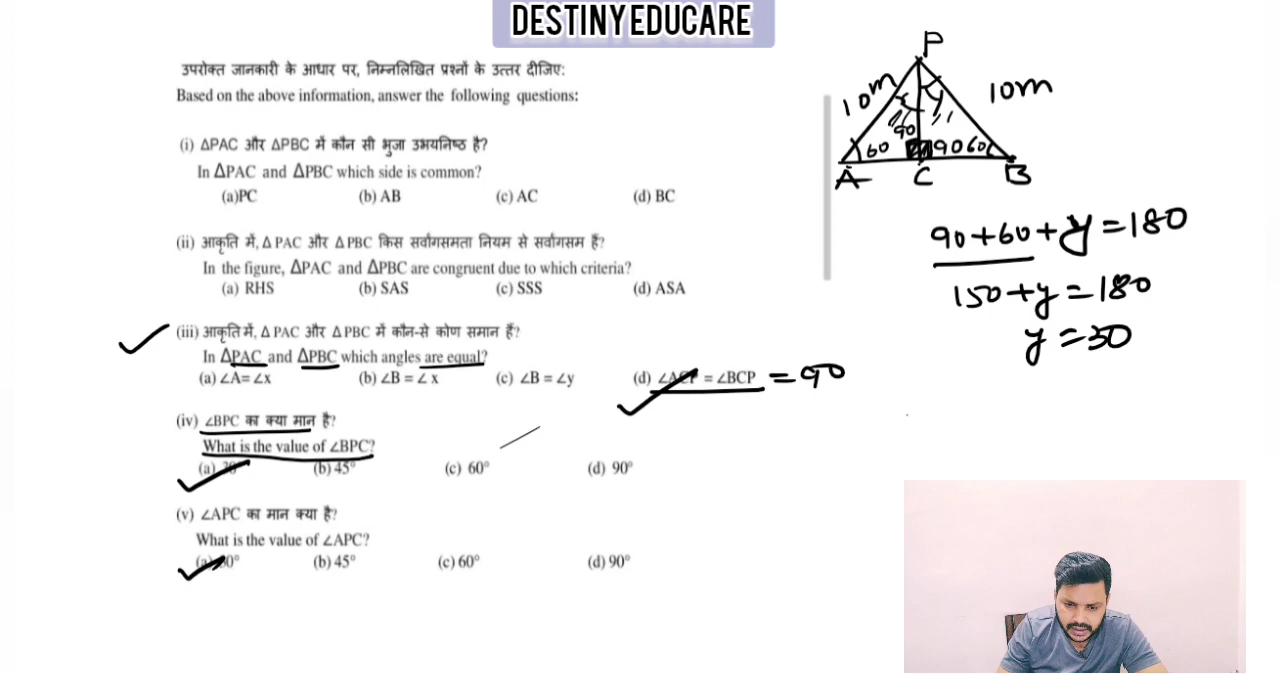 DESTINY EDUCARE
उपरोक्त जानकारी के आधार पर, निम्नलिखित प्रश्नों के उत्तर दीजिए:
Based on the above information, answer the following questions:
(i) ΔPAC और ΔPBC में कौन सी भुजा उभयनिष्ठ है?
In ΔPAC and ΔPBC which side is common?
(a)PC (b) AB (c) AC (d) BC
(ii) आकृति में, Δ PAC और Δ PBC किस सर्वांगसमता नियम से सर्वांगसम हैं?
In the figure, ΔPAC and ΔPBC are congruent due to which criteria?
(a) RHS (b) SAS (c) SSS (d) ASA
(iii) आकृति में, Δ PAC और Δ PBC में कौन-से कोण समान हैं?
In ΔPAC and ΔPBC which angles are equal?
(a) ∠A= ∠x (b) ∠B = ∠ x (c) ∠B = ∠y (d) ∠ACP = ∠BCP = 90
(iv) ∠BPC का क्या मान है?
What is the value of ∠BPC?
(a) 30° (b) 45° (c) 60° (d) 90°
(v) ∠APC का मान क्या है?
What is the value of ∠APC?
(a) 30° (b) 45° (c) 60° (d) 90°
P
10m 10m
90
60 90 60
A C B
90+60+y=180
150+y=180
y=30